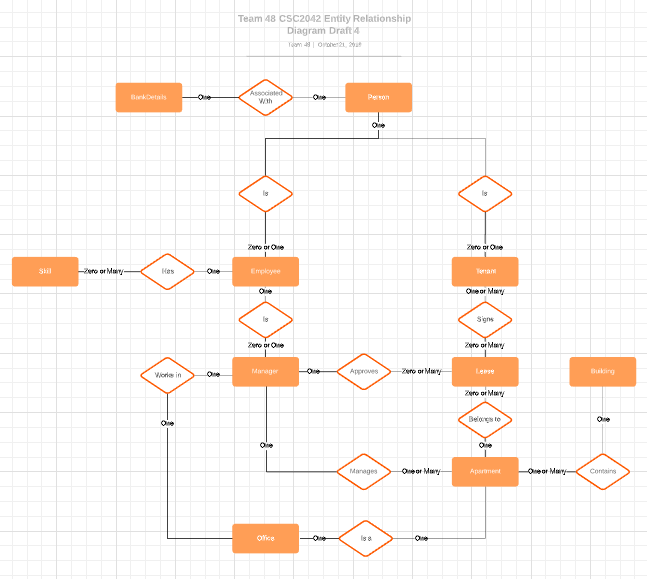 Team 48 CSC2042 Entity Relationship
Diagram Draft 4
Team 48 | October 21,
BankDetails
One
Associated
With
One
Person
One
Is
Is
Zero or One
Zero or One
Skill
Zero or Many
Has
One
Employee
Tenant
One
One or Many
Is
Signs
Zero or One
Zero or Many
Works in
One
Manager
One
Approves
Zero or Many
Lease
Building
Zero or Many
One
Belongs to
One
One
One
Manages
One or Many
Apartment
One or Many
Contains
Office
One
Is a
One